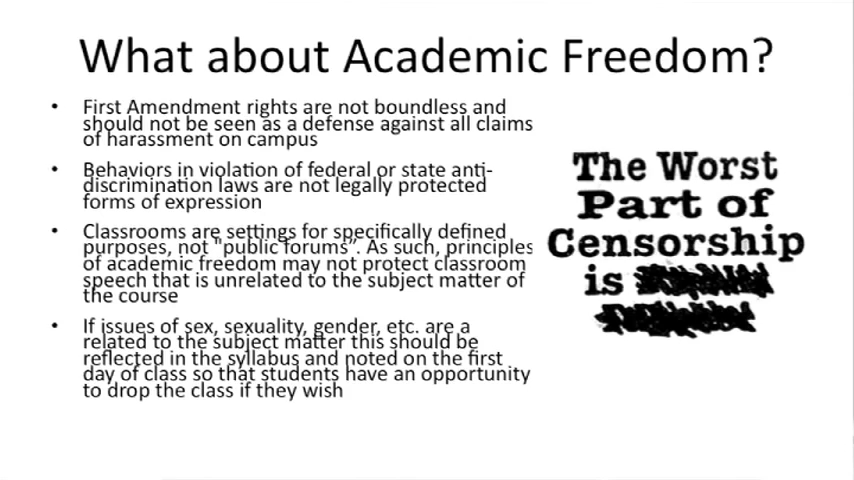 What about Academic Freedom?
• First Amendment rights are not boundless and
should not be seen as a defense against all claims
of harassment on campus
• Behaviors in violation of federal or state anti-
discrimination laws are not legally protected
forms of expression
• Classrooms are settings for specifically defined
purposes, not "public forums”. As such, principles
of academic freedom may not protect classroom
speech that is unrelated to the subject matter of
the course
• If issues of sex, sexuality, gender, etc. are a
related to the subject matter this should be
reflected in the syllabus and noted on the first
day of class so that students have an opportunity
to drop the class if they wish
The Worst
Part of
Censorship
is